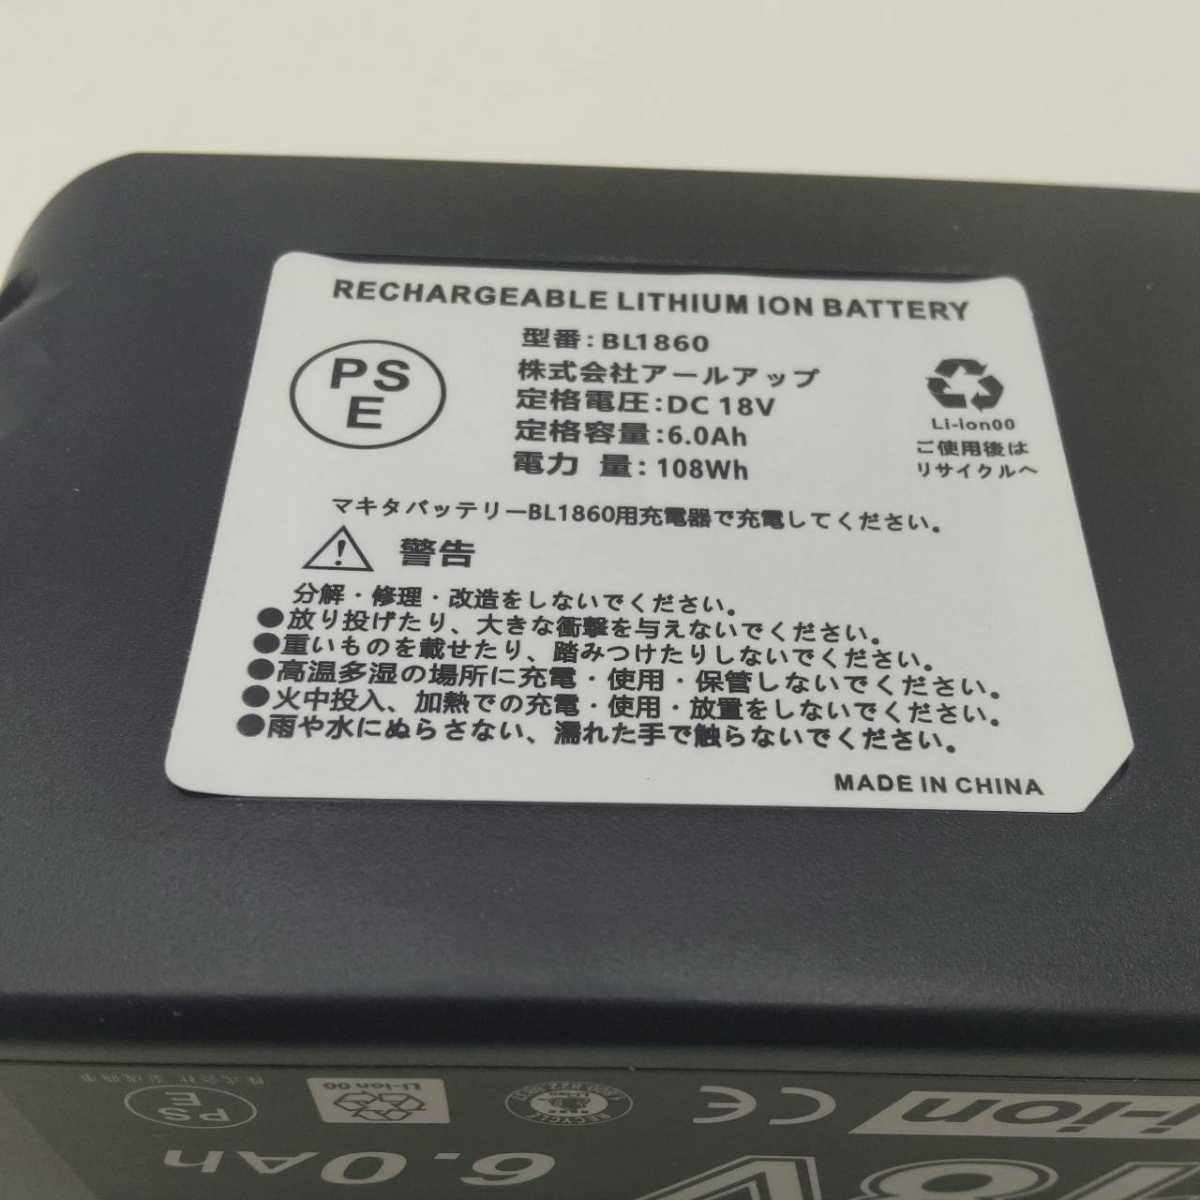 RECHARGEABLE LITHIUM ION BATTERY
PS
E
型番:BL1860
株式会社アールアップ
定格電圧:DC 18V
定格容量:6.0Ah
電力 量:108Wh
Li-ion00
ご使用後は
リサイクルへ
マキタバッテリーBL1860用充電器で充電してください。
警告
分解・修理・改造をしないでください。
●放り投げたり、大きな衝撃を与えないでください。
●重いものを載せたり、踏みつけたりしないでください。
●高温多湿の場所に充電・使用・保管しないでください。
●火中投入、加熱での充電・使用・放置をしないでください。
●雨や水にぬらさない、濡れた手で触らないでください。
MADE IN CHINA
Li-ion
CE
Li-ion 00
PS
E
18V
6.0Ah